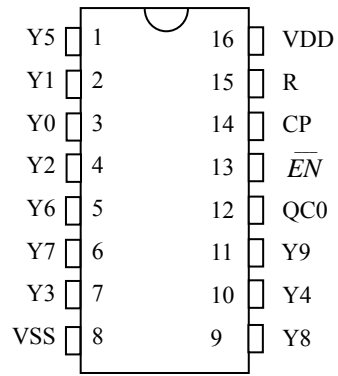 Y5 1 16 VDD
Y1 2 15 R
Y0 3 14 CP
Y2 4 13 E̅N̅
Y6 5 12 QC0
Y7 6 11 Y9
Y3 7 10 Y4
VSS 8 9 Y8